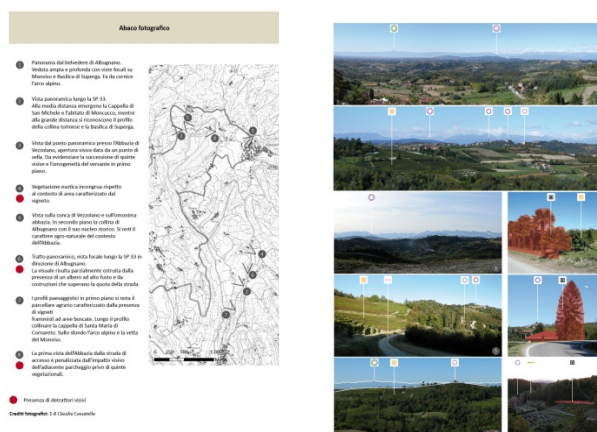 Abaco fotografico
1
Panorama dal belvedere di Albugnano.
Veduta ampia e profonda con viste focali su
Monviso e Basilica di Superga. Fa da cornice
l'arco alpino.
2
Vista panoramica lungo la SP 33.
Alla media distanza emergono la Cappella di
San Michele e l'abitato di Moncucco, mentre
alla grande distanza si riconoscono il profilo
della collina torinese e la Basilica di Superga.
3
Vista dal punto panoramico presso l'Abbazia di
Vezzolano, apertura visiva data da un punto di
sella. Da evidenziare la successione di quinte
visive e l'omogeneità del versante in primo
piano.
4
Vegetazione esotica incongrua rispetto
al contesto di area caratterizzato dal
vigneto.
5
Vista sulla conca di Vezzolano e sull'omonima
abbazia. In secondo piano la collina di
Albugnano con il suo nucleo storico. Si noti il
carattere agro-naturale del contesto
dell'Abbazia.
6
Tratto panoramico, vista focale lungo la SP 33 in
direzione di Albugnano.
La visuale risulta parzialmente ostruita dalla
presenza di un albero ad alto fusto e da
costruzioni che superano la quota della strada.
7
I profili paesaggistici in primo piano si nota il
parcellare agrario caratterizzato dalla presenza
di vigneti
frammisti ad aree boscate. Lungo il profilo
collinare la cappella di Santa Maria di
Cornareto. Sullo sfondo l'arco alpino e la vetta
del Monviso.
8
La prima vista dell'Abbazia dalla strada di
accesso è penalizzata dall'impatto visivo
dell'adiacente parcheggio privo di quinte
vegetazionali.
Presenza di detrattori visivi
Crediti fotografici: 1-8 Claudia Cassatella